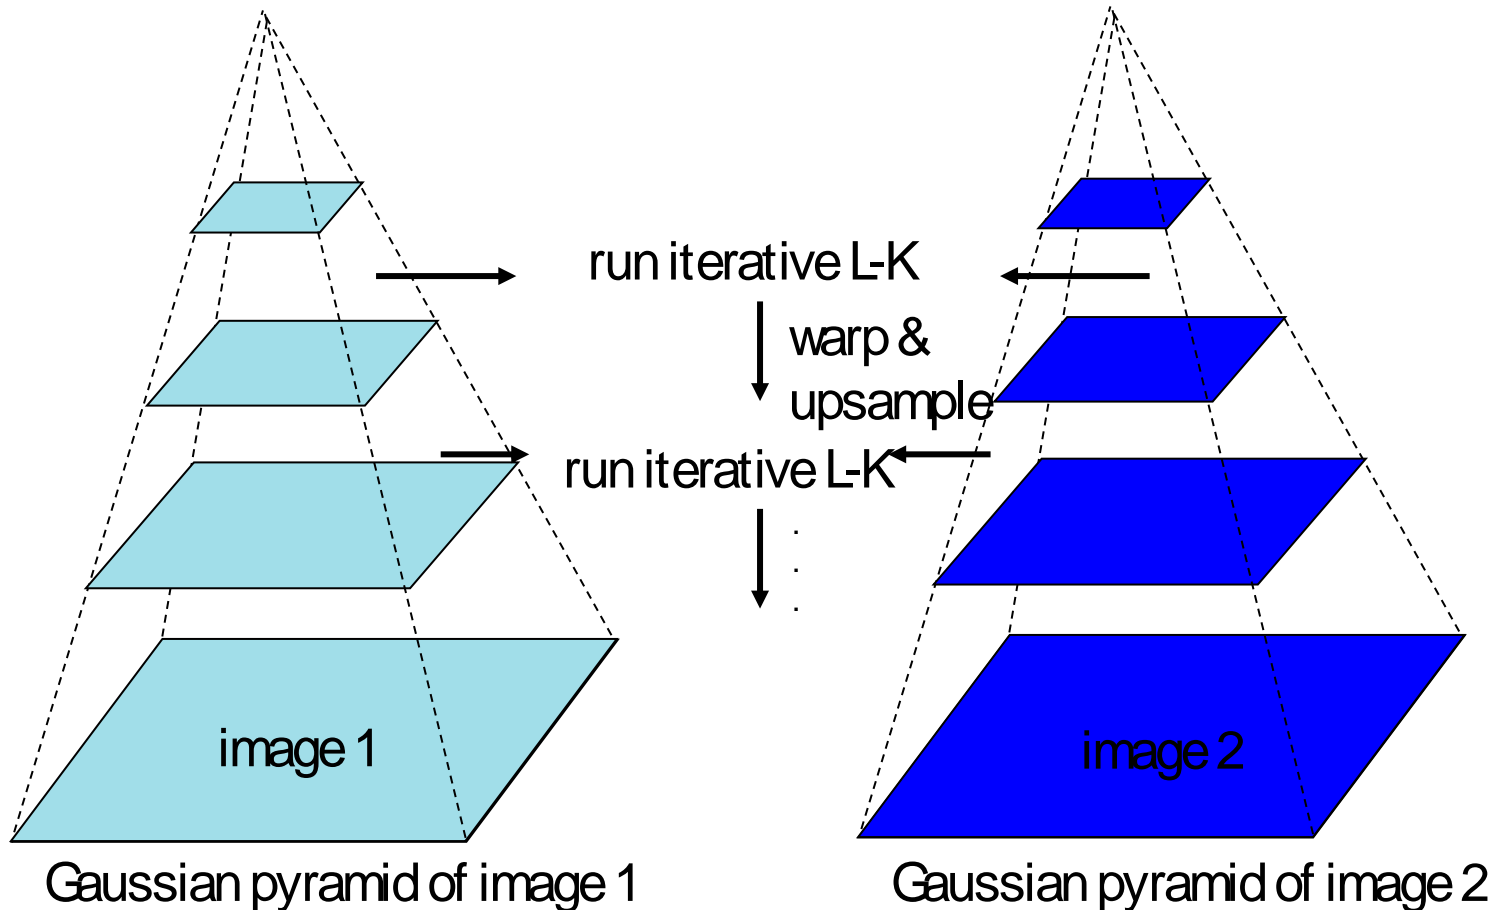 run iterative L-K
warp &
upsample
run iterative L-K
.
.
.
image 1
image 2
Gaussian pyramid of image 1
Gaussian pyramid of image 2